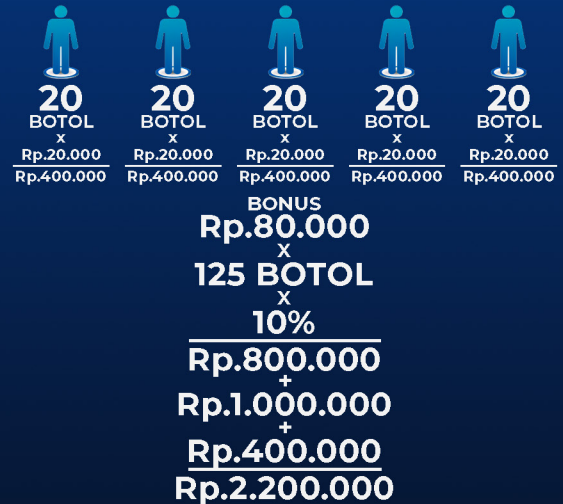 20 20 20 20 20
BOTOL BOTOL BOTOL BOTOL BOTOL
x x x x x
Rp.20.000 Rp.20.000 Rp.20.000 Rp.20.000 Rp.20.000
Rp.400.000 Rp.400.000 Rp.400.000 Rp.400.000 Rp.400.000
BONUS
Rp.80.000
x
125 BOTOL
x
10%
Rp.800.000
+
Rp.1.000.000
+
Rp.400.000
Rp.2.200.000